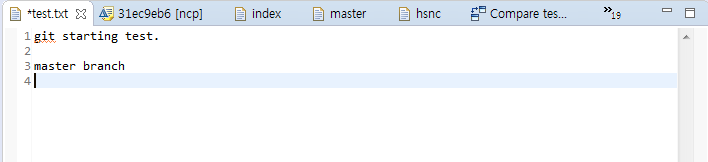 *test.txt 31ec9eb6 [ncp] index master hsnc Compare tes... »19
1 git starting test.
2
3 master branch
4